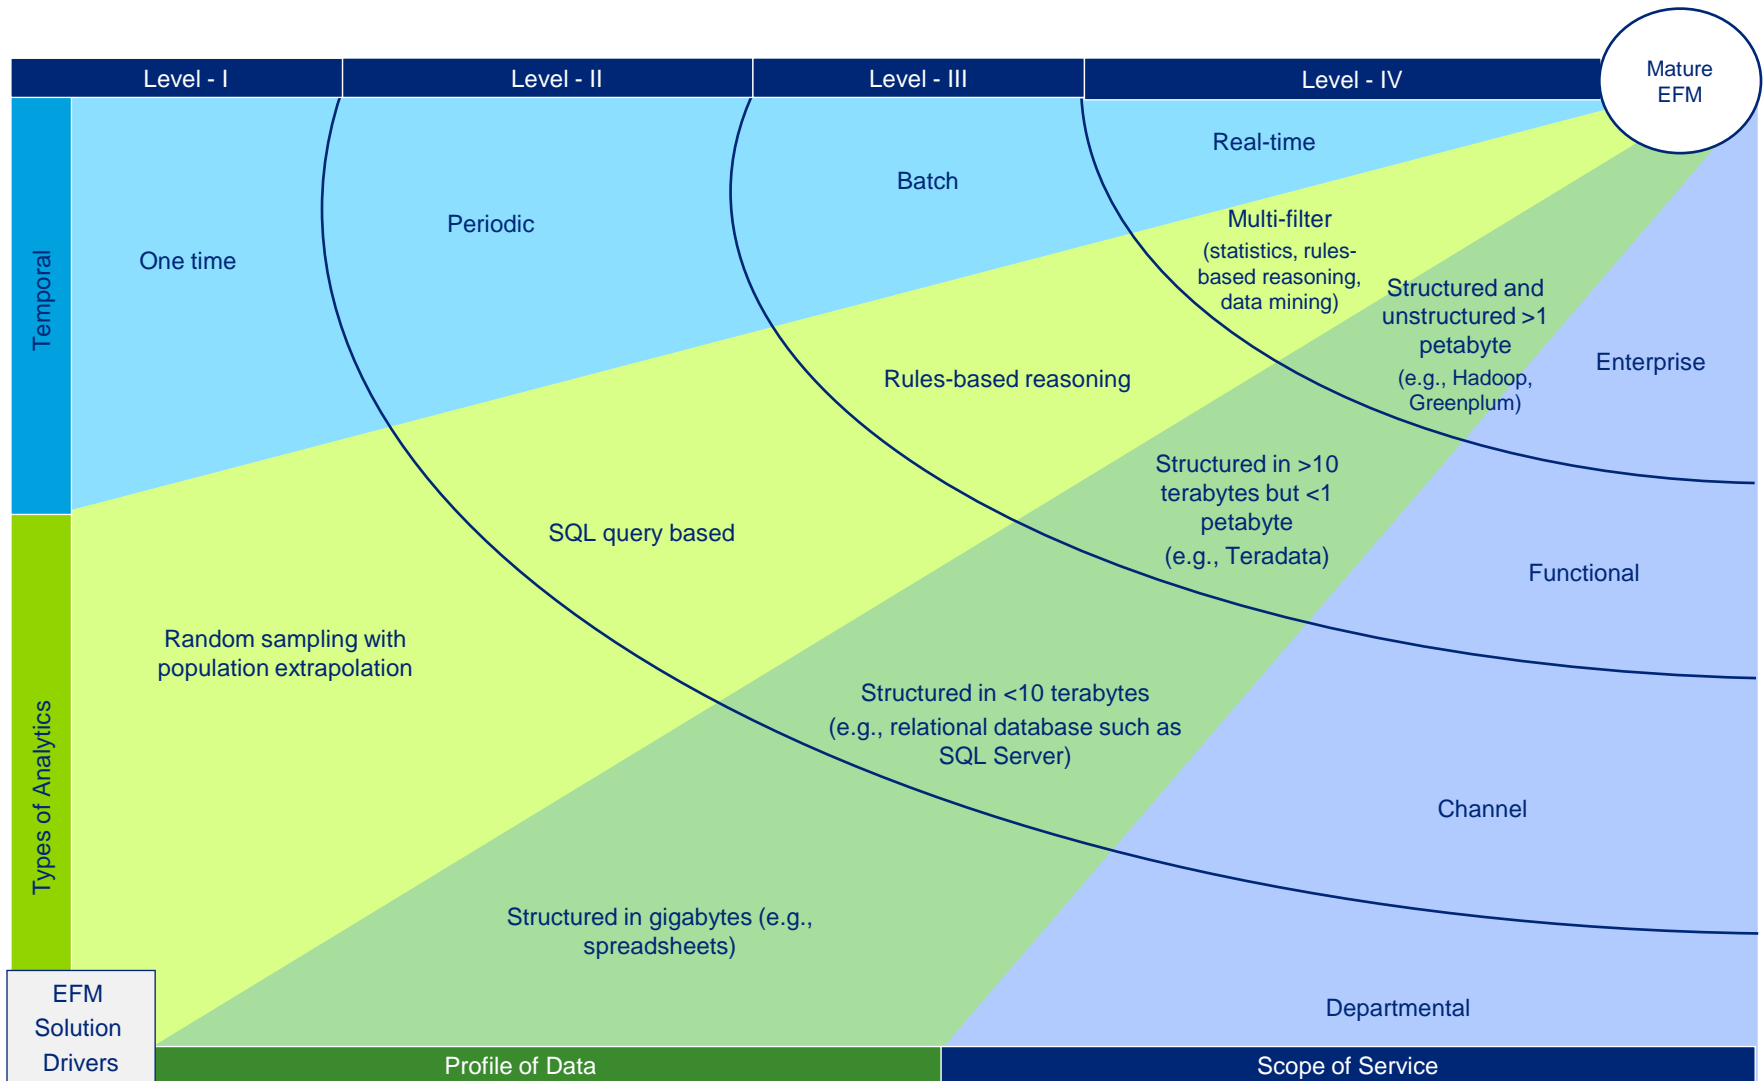 Level - I
Level - II
Level - III
Level - IV
Mature
EFM
Temporal
One time
Periodic
Batch
Real-time
Types of Analytics
Random sampling with
population extrapolation
SQL query based
Rules-based reasoning
Multi-filter
(statistics, rules-
based reasoning,
data mining)
Structured in gigabytes (e.g.,
spreadsheets)
Structured in <10 terabytes
(e.g., relational database such as
SQL Server)
Structured in >10
terabytes but <1
petabyte
(e.g., Teradata)
Structured and
unstructured >1
petabyte
(e.g., Hadoop,
Greenplum)
Departmental
Channel
Functional
Enterprise
EFM
Solution
Drivers
Profile of Data
Scope of Service